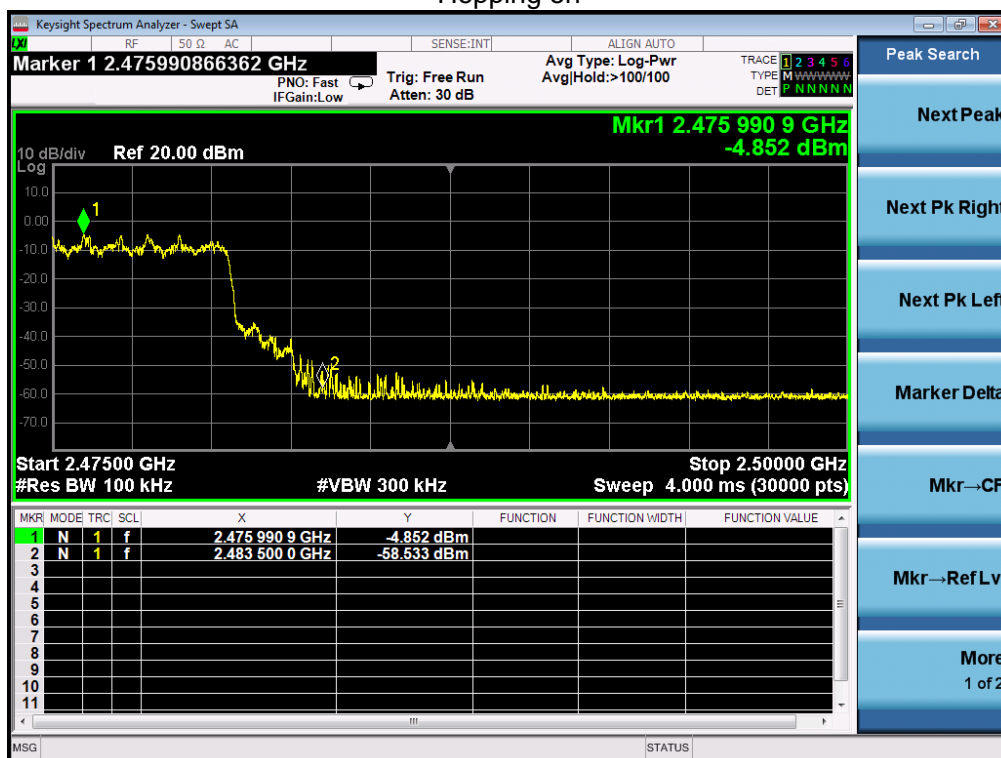 Hopping on
Keysight Spectrum Analyzer - Swept SA
LXI RF 50 Ω AC SENSE:INT ALIGN AUTO
Marker 1 2.475990866362 GHz
PNO: Fast
IFGain:Low
Trig: Free Run
Atten: 30 dB
Avg Type: Log-Pwr
Avg|Hold:>100/100
TRACE 1 2 3 4 5 6
TYPE M WWWWW
DET P N N N N N
Mkr1 2.475 990 9 GHz
-4.852 dBm
10 dB/div Ref 20.00 dBm
Log
10.0
0.00
-10.0
-20.0
-30.0
-40.0
-50.0
-60.0
-70.0
1
2
Start 2.47500 GHz Stop 2.50000 GHz
#Res BW 100 kHz #VBW 300 kHz Sweep 4.000 ms (30000 pts)
MKR MODE TRC SCL X Y FUNCTION FUNCTION WIDTH FUNCTION VALUE
1 N 1 f 2.475 990 9 GHz -4.852 dBm
2 N 1 f 2.483 500 0 GHz -58.533 dBm
3
4
5
6
7
8
9
10
11
MSG STATUS
Peak Search
Next Peak
Next Pk Right
Next Pk Left
Marker Delta
Mkr→CF
Mkr→Ref Lv
More
1 of 2